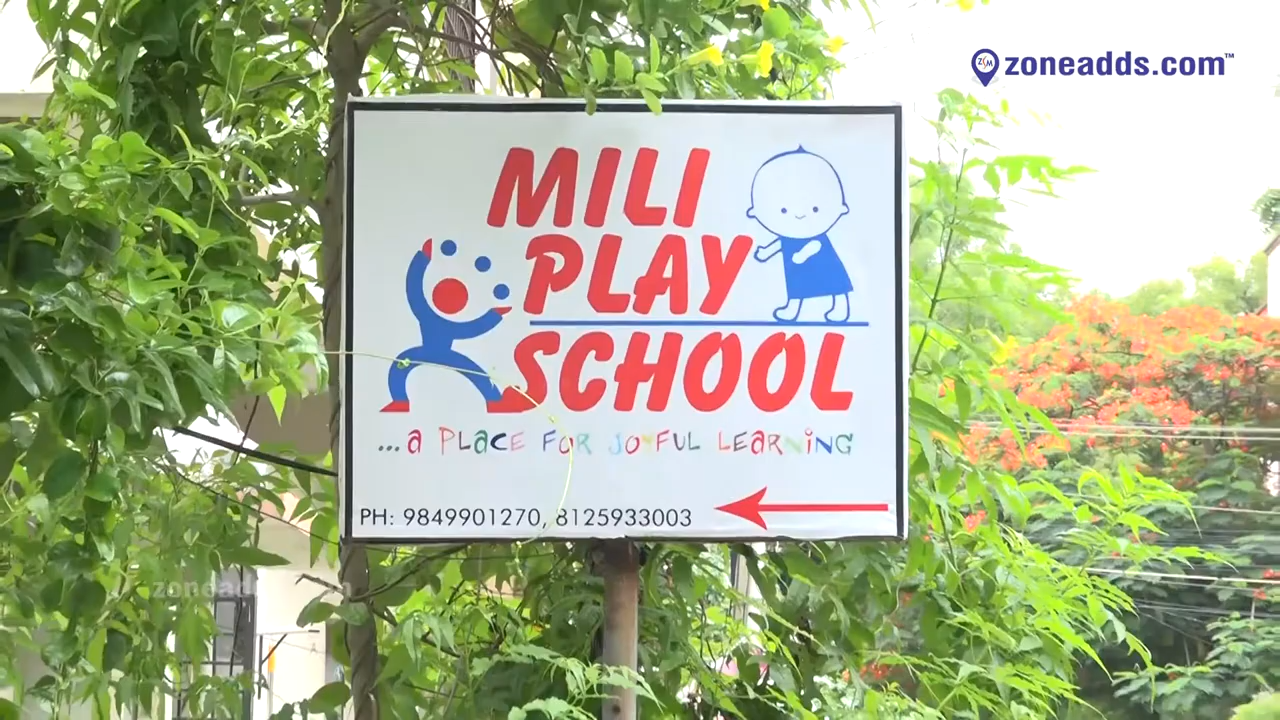 zoneadds.com™
MILI
PLAY
SCHOOL
...a PLaCE FOR JOYFUL LEaRNING
PH: 9849901270, 8125933003